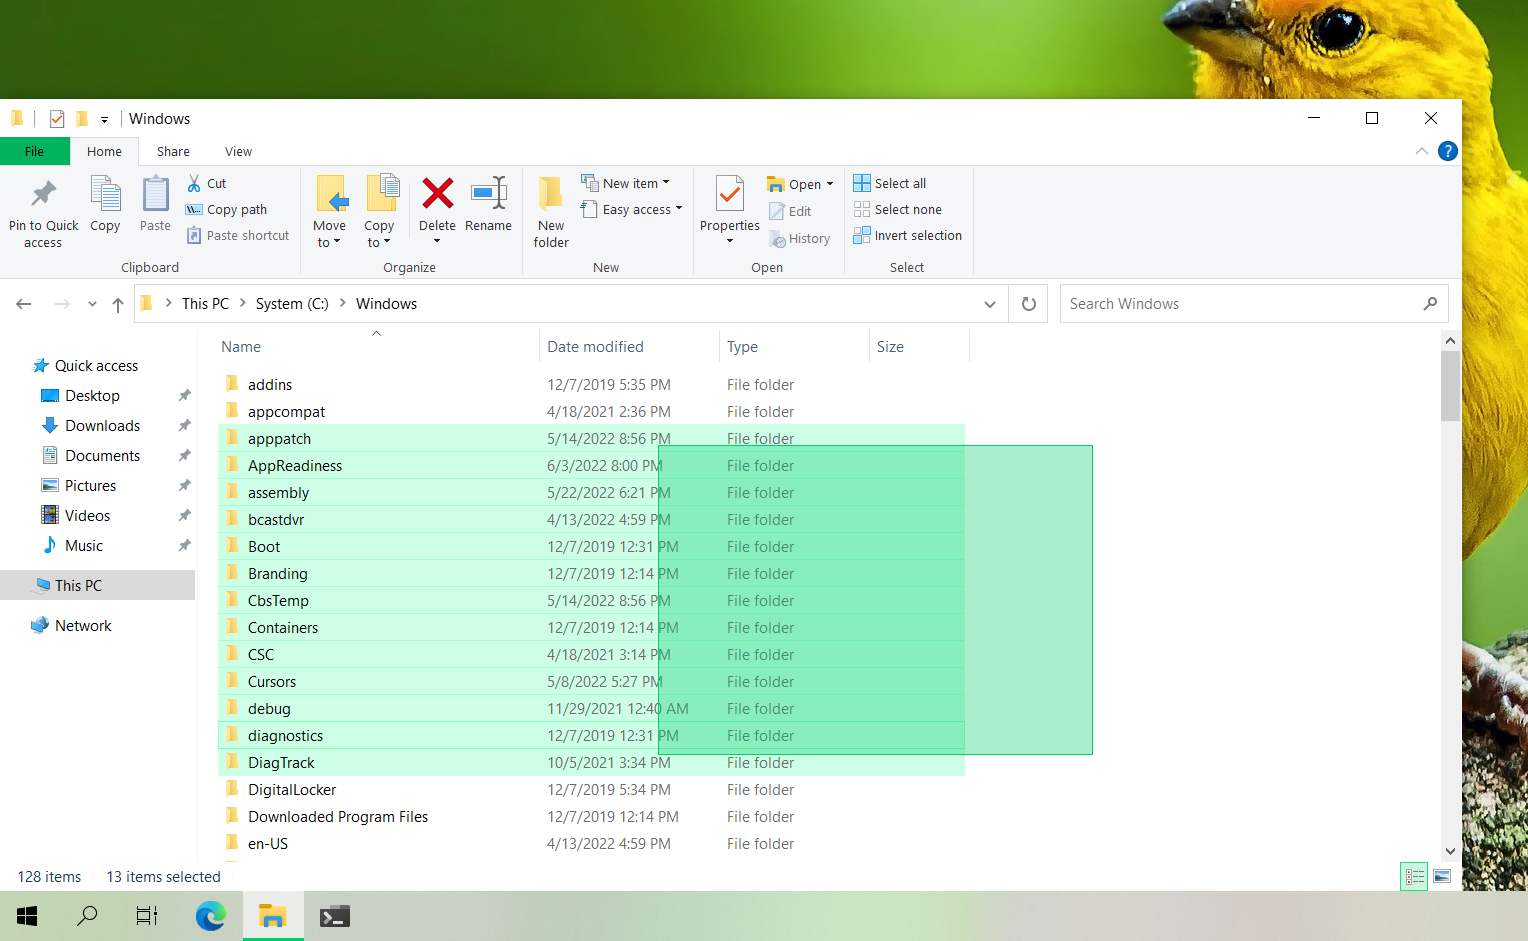 Windows
File Home Share View
Pin to Quick access
Copy
Paste
Cut
Copy path
Paste shortcut
Clipboard
Move to
Copy to
Delete
Rename
Organize
New folder
New item
Easy access
New
Properties
Open
Edit
History
Open
Select all
Select none
Invert selection
Select
This PC System (C:) Windows
Search Windows
Quick access
Desktop
Downloads
Documents
Pictures
Videos
Music
This PC
Network
Name Date modified Type Size
addins 12/7/2019 5:35 PM File folder
appcompat 4/18/2021 2:36 PM File folder
apppatch 5/14/2022 8:56 PM File folder
AppReadiness 6/3/2022 8:00 PM File folder
assembly 5/22/2022 6:21 PM File folder
bcastdvr 4/13/2022 4:59 PM File folder
Boot 12/7/2019 12:31 PM File folder
Branding 12/7/2019 12:14 PM File folder
CbsTemp 5/14/2022 8:56 PM File folder
Containers 12/7/2019 12:14 PM File folder
CSC 4/18/2021 3:14 PM File folder
Cursors 5/8/2022 5:27 PM File folder
debug 11/29/2021 12:40 AM File folder
diagnostics 12/7/2019 12:31 PM File folder
DiagTrack 10/5/2021 3:34 PM File folder
DigitalLocker 12/7/2019 5:34 PM File folder
Downloaded Program Files 12/7/2019 12:14 PM File folder
en-US 4/13/2022 4:59 PM File folder
128 items 13 items selected